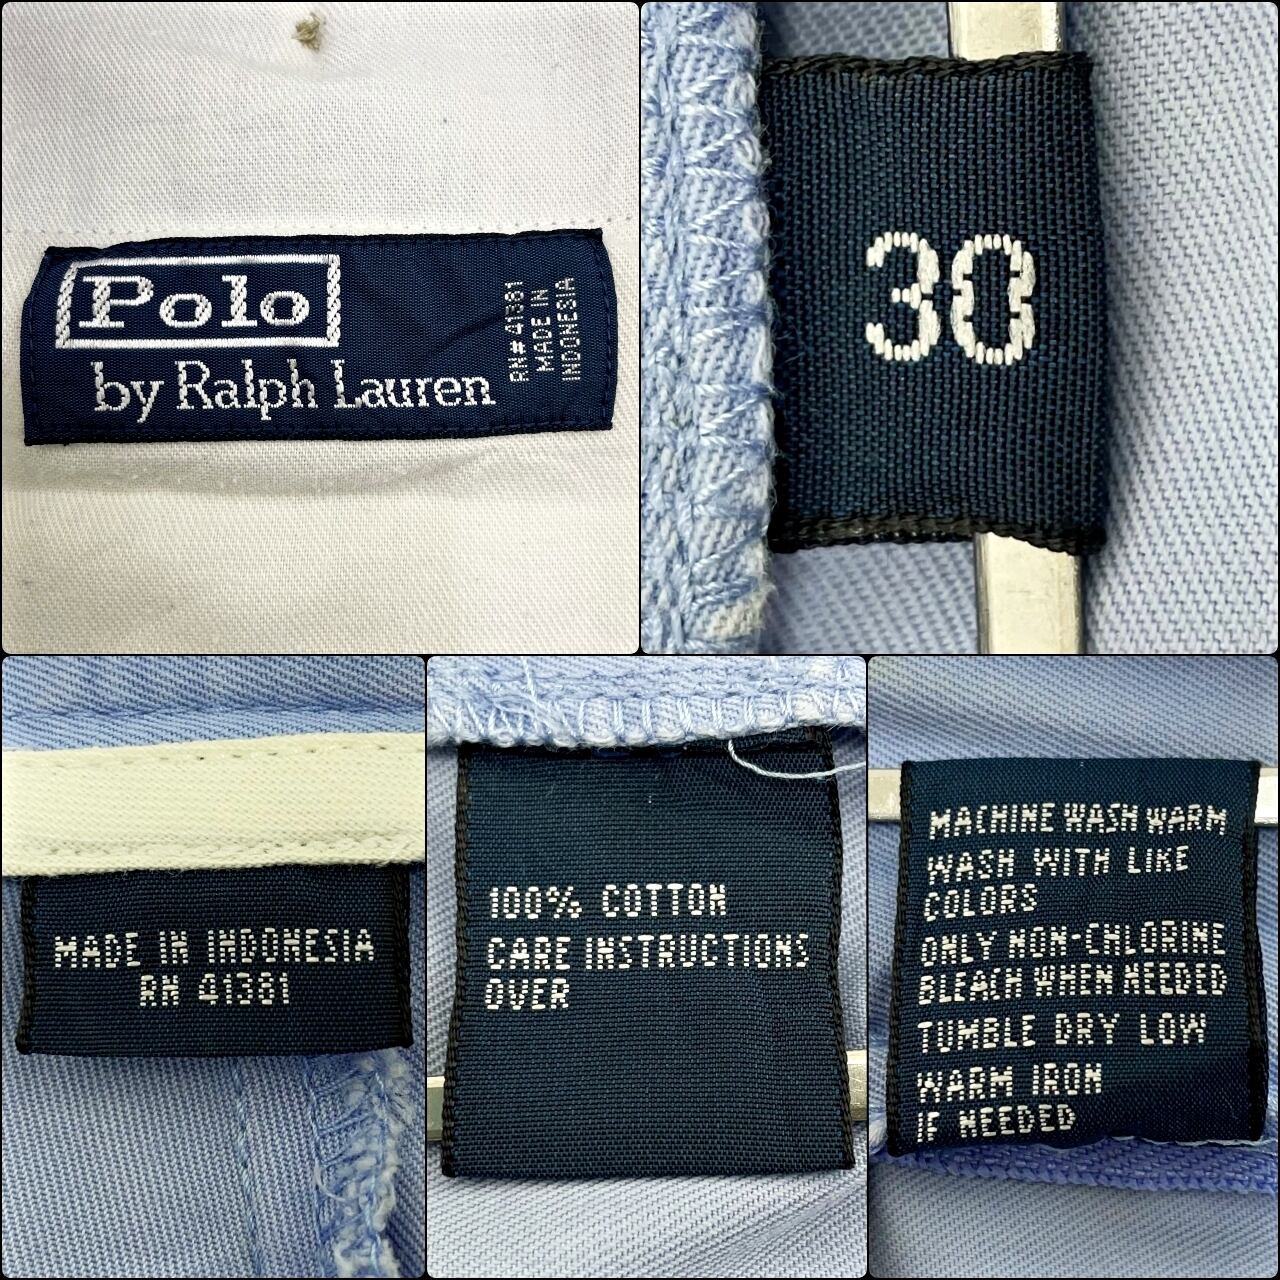 Polo
by Ralph Lauren
RN# 41381
MADE IN
INDONESIA
38
MADE IN INDONESIA
RN 41381
100% COTTON
CARE INSTRUCTIONS
OVER
MACHINE WASH WARM
WASH WITH LIKE
COLORS
ONLY NON-CHLORINE
BLEACH WHEN NEEDED
TUMBLE DRY LOW
WARM IRON
IF NEEDED